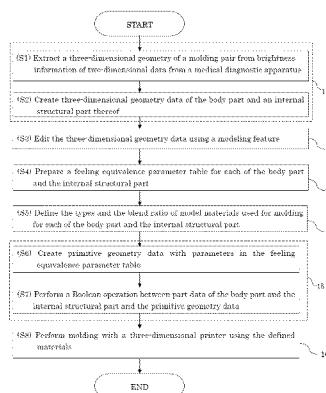 START
(S1) Extract a three-dimensional geometry of a molding part from brightness
information of two-dimensional data from a medical diagnostic apparatus
(S2) Create three-dimensional geometry data of the body part and an internal
structural part thereof
(S3) Edit the three-dimensional geometry data using a modeling feature
(S4) Prepare a feeling equivalence parameter table for each of the body part
and the internal structural part
(S5) Define the types and the blend ratio of model materials used for molding
for each of the body part and the internal structural part
(S6) Create primitive geometry data with parameters in the feeling
equivalence parameter table
15
(S7) Perform a Boolean operation between part data of the body part and the
internal structural part and the primitive geometry data
(S8) Perform molding with a three-dimensional printer using the defined
materials
END